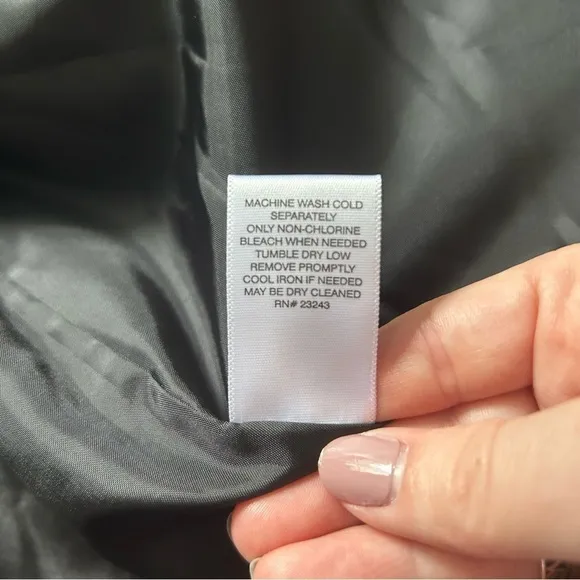 MACHINE WASH COLD
SEPARATELY
ONLY NON-CHLORINE
BLEACH WHEN NEEDED
TUMBLE DRY LOW
REMOVE PROMPTLY
COOL IRON IF NEEDED
MAY BE DRY CLEANED
RN# 23243